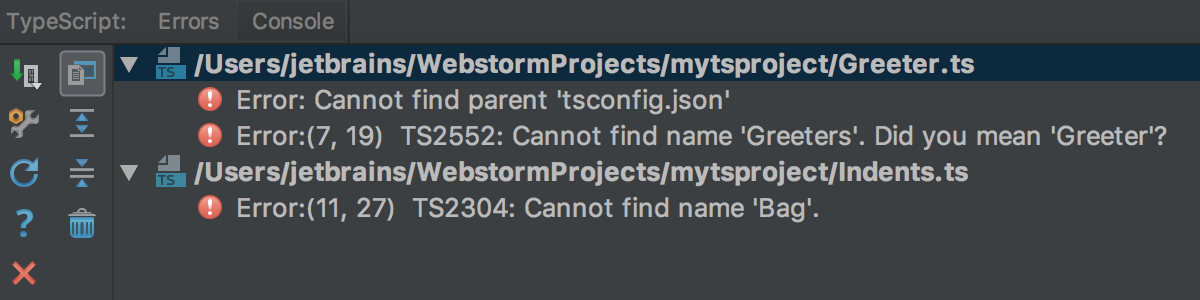 TypeScript: Errors Console
TS /Users/jetbrains/WebstormProjects/mytsproject/Greeter.ts
Error: Cannot find parent 'tsconfig.json'
Error:(7, 19) TS2552: Cannot find name 'Greeters'. Did you mean 'Greeter'?
TS /Users/jetbrains/WebstormProjects/mytsproject/Indents.ts
Error:(11, 27) TS2304: Cannot find name 'Bag'.